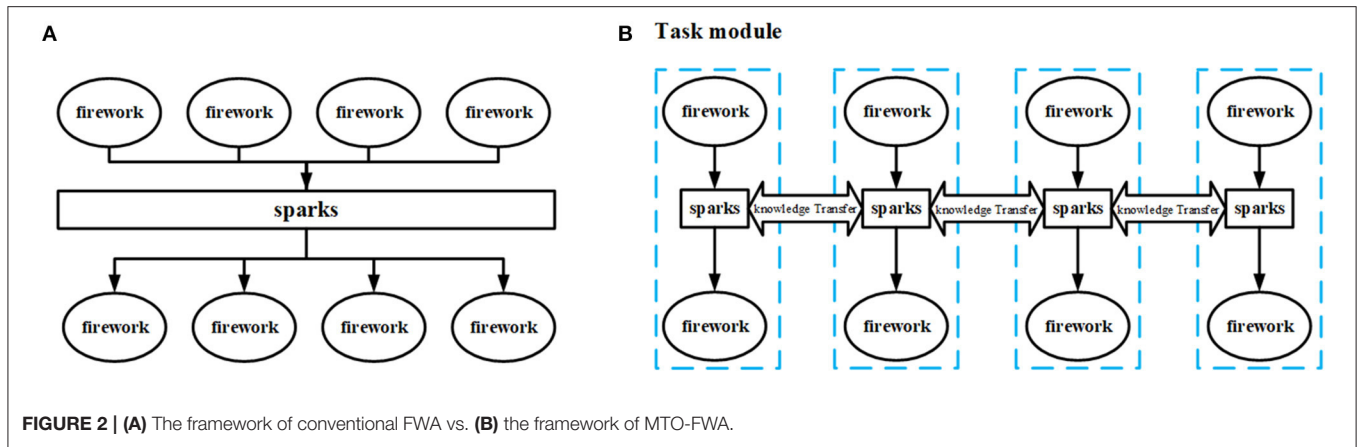 A
B Task module
firework firework firework firework
firework firework firework firework
sparks
sparks knowledge Transfer sparks knowledge Transfer sparks knowledge Transfer sparks
firework firework firework firework
firework firework firework firework
FIGURE 2 | (A) The framework of conventional FWA vs. (B) the framework of MTO-FWA.